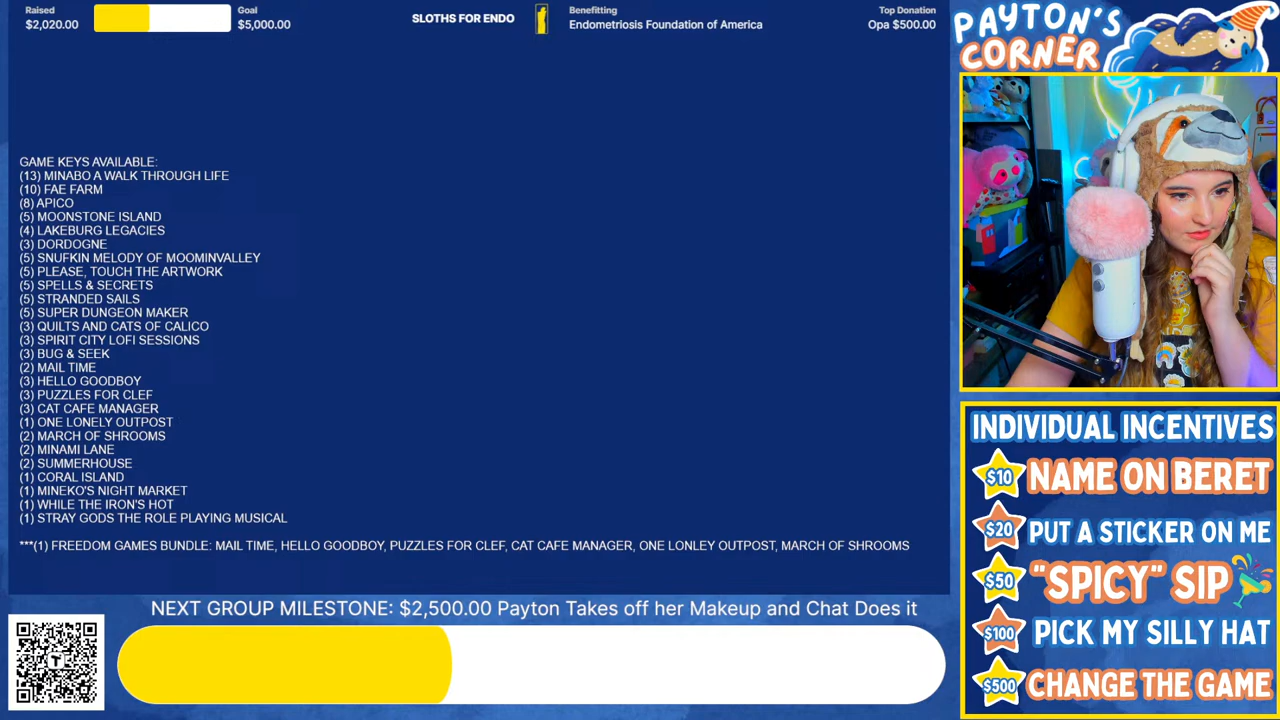 Raised
$2,020.00
Goal
$5,000.00
SLOTHS FOR ENDO
Benefitting
Endometriosis Foundation of America
Top Donation
Opa $500.00
PAYTON'S
CORNER
GAME KEYS AVAILABLE:
(13) MINABO A WALK THROUGH LIFE
(10) FAE FARM
(8) APICO
(5) MOONSTONE ISLAND
(4) LAKEBURG LEGACIES
(3) DORDOGNE
(5) SNUFKIN MELODY OF MOOMINVALLEY
(5) PLEASE, TOUCH THE ARTWORK
(5) SPELLS & SECRETS
(5) STRANDED SAILS
(5) SUPER DUNGEON MAKER
(3) QUILTS AND CATS OF CALICO
(3) SPIRIT CITY LOFI SESSIONS
(3) BUG & SEEK
(2) MAIL TIME
(3) HELLO GOODBOY
(3) PUZZLES FOR CLEF
(3) CAT CAFE MANAGER
(1) ONE LONELY OUTPOST
(2) MARCH OF SHROOMS
(2) MINAMI LANE
(2) SUMMERHOUSE
(1) CORAL ISLAND
(1) MINEKO'S NIGHT MARKET
(1) WHILE THE IRON'S HOT
(1) STRAY GODS THE ROLE PLAYING MUSICAL
***(1) FREEDOM GAMES BUNDLE: MAIL TIME, HELLO GOODBOY, PUZZLES FOR CLEF, CAT CAFE MANAGER, ONE LONLEY OUTPOST, MARCH OF SHROOMS
NEXT GROUP MILESTONE: $2,500.00 Payton Takes off her Makeup and Chat Does it
INDIVIDUAL INCENTIVES
$10 NAME ON BERET
$20 PUT A STICKER ON ME
$50 "SPICY" SIP
$100 PICK MY SILLY HAT
$500 CHANGE THE GAME